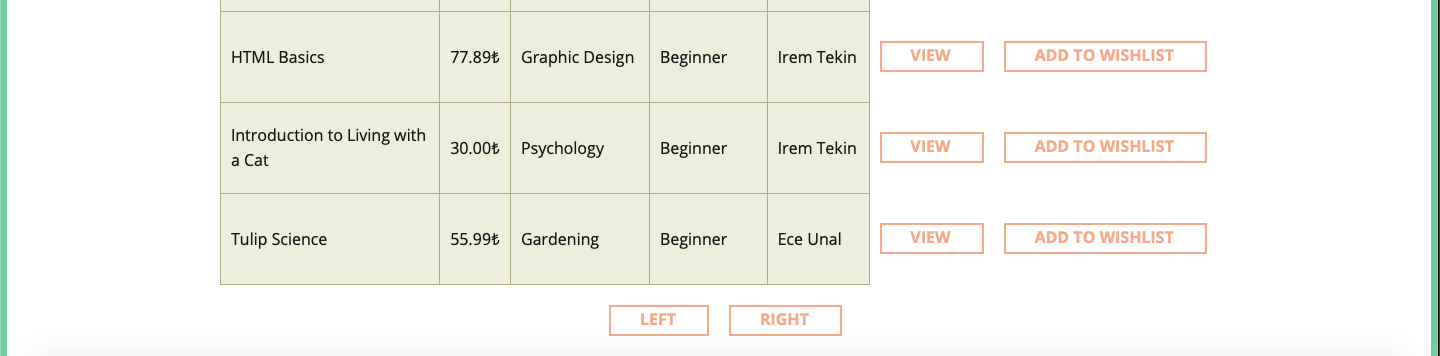 HTML Basics 77.89₺ Graphic Design Beginner Irem Tekin VIEW ADD TO WISHLIST
Introduction to Living with
a Cat 30.00₺ Psychology Beginner Irem Tekin VIEW ADD TO WISHLIST
Tulip Science 55.99₺ Gardening Beginner Ece Unal VIEW ADD TO WISHLIST
LEFT RIGHT